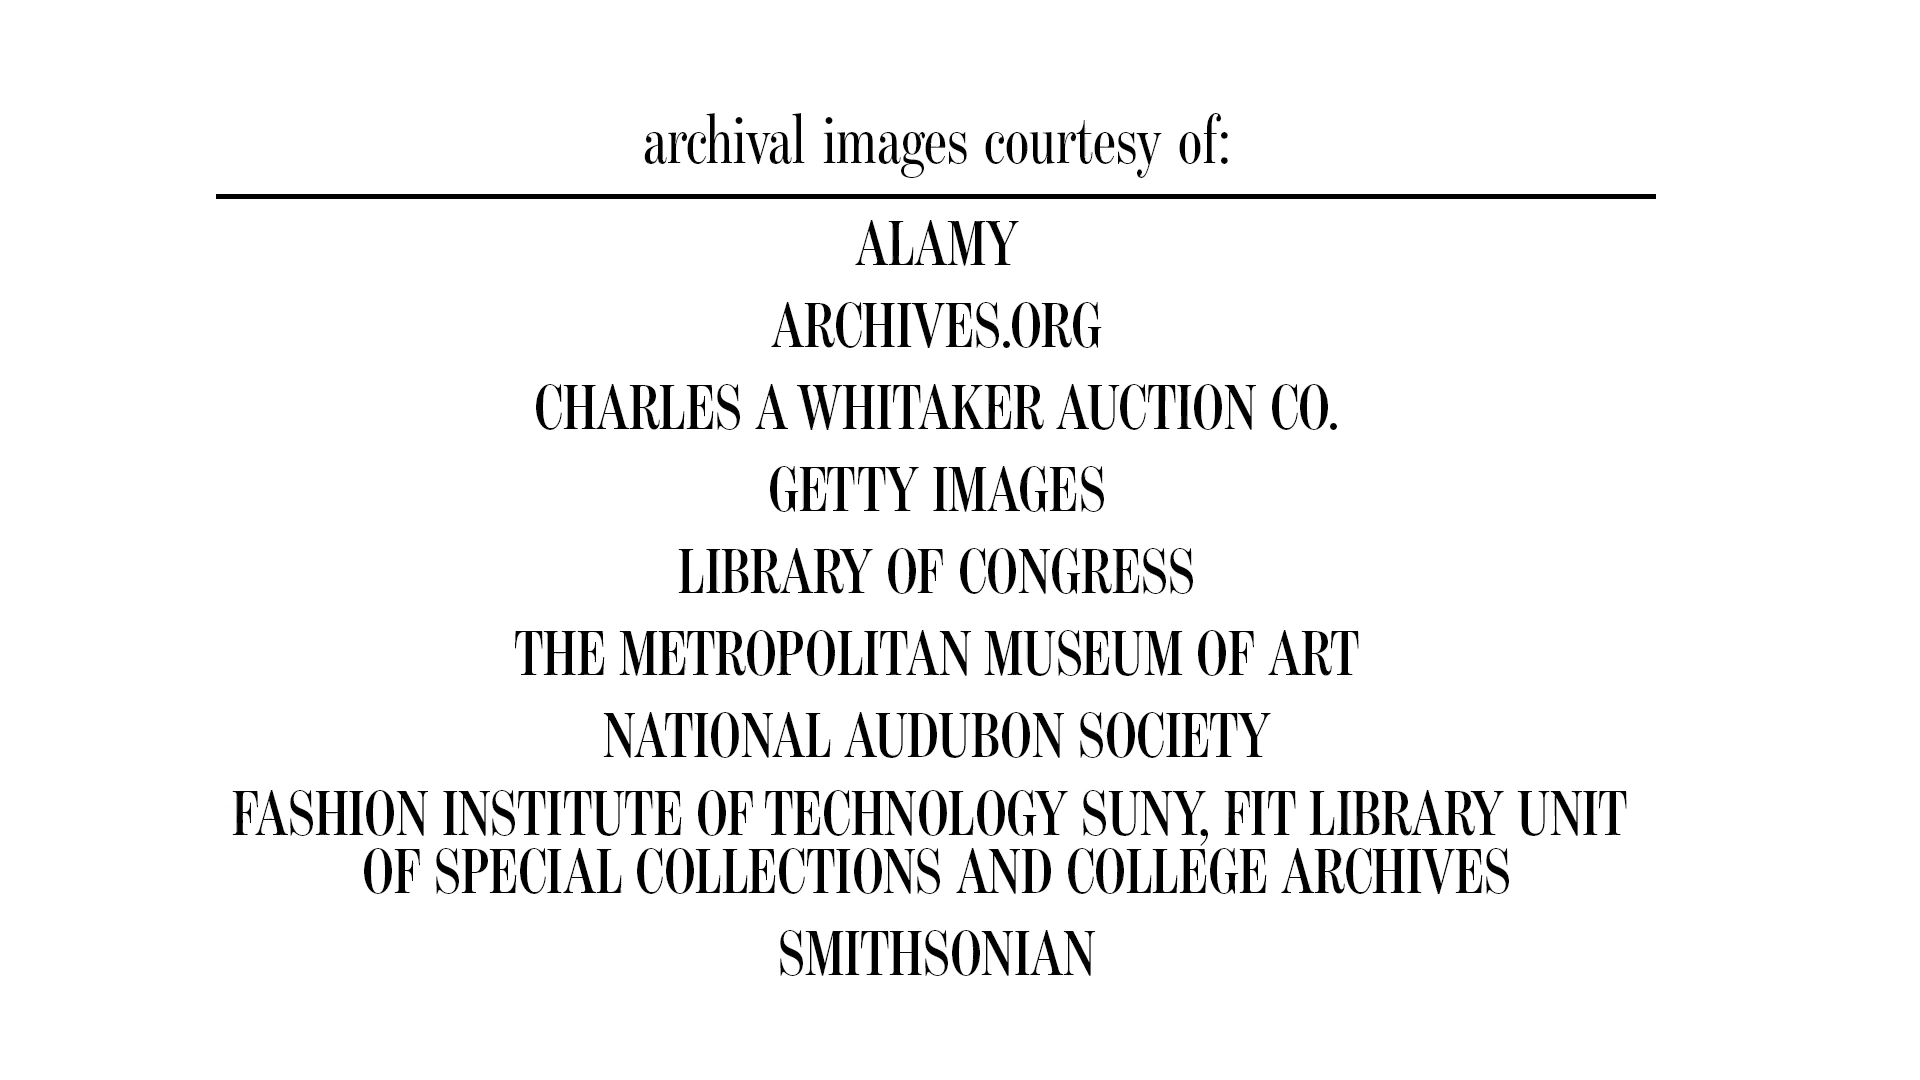 archival images courtesy of:
ALAMY
ARCHIVES.ORG
CHARLES A WHITAKER AUCTION CO.
GETTY IMAGES
LIBRARY OF CONGRESS
THE METROPOLITAN MUSEUM OF ART
NATIONAL AUDUBON SOCIETY
FASHION INSTITUTE OF TECHNOLOGY SUNY, FIT LIBRARY UNIT
OF SPECIAL COLLECTIONS AND COLLEGE ARCHIVES
SMITHSONIAN